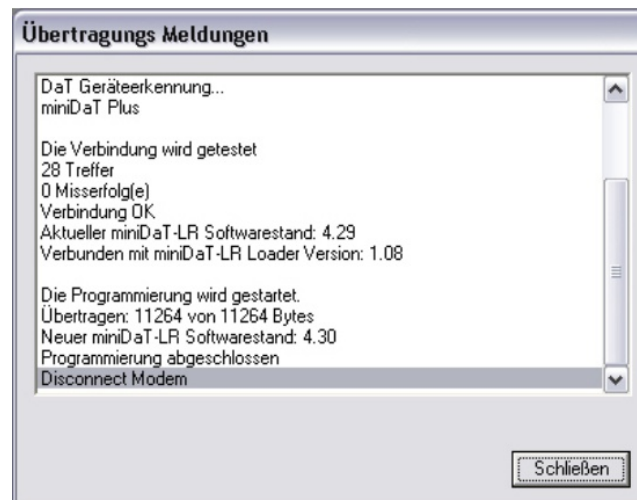 Übertragungs Meldungen
DaT Geräteerkennung...
miniDaT Plus
Die Verbindung wird getestet
28 Treffer
0 Misserfolg(e)
Verbindung OK
Aktueller miniDaT-LR Softwarestand: 4.29
Verbunden mit miniDaT-LR Loader Version: 1.08
Die Programmierung wird gestartet.
Übertragen: 11264 von 11264 Bytes
Neuer miniDaT-LR Softwarestand: 4.30
Programmierung abgeschlossen
Disconnect Modem
Schließen